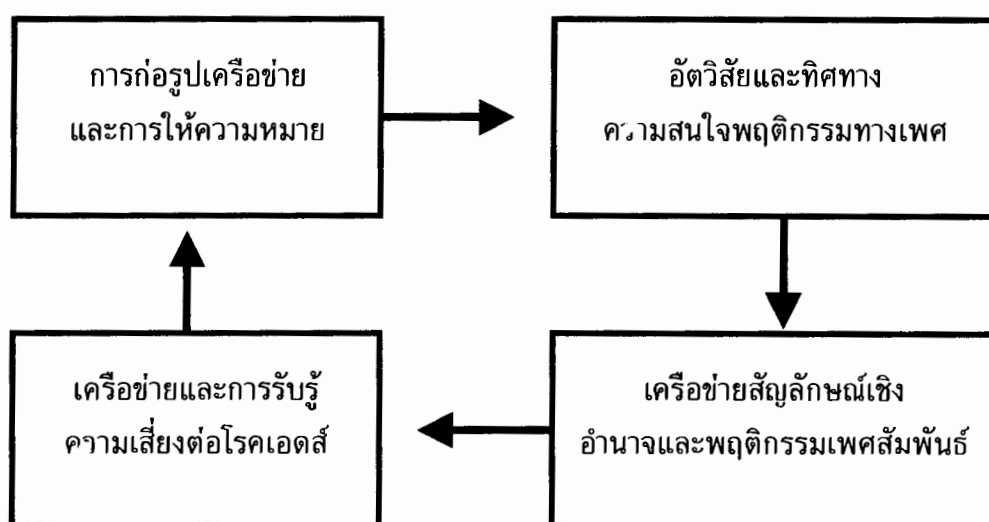 การก่อรูปเครือข่าย
และการให้ความหมาย
อัตวิสัยและทิศทาง
ความสนใจพฤติกรรมทางเพศ
เครือข่ายและการรับรู้
ความเสี่ยงต่อโรคเอดส์
เครือข่ายสัญลักษณ์เชิง
อำนาจและพฤติกรรมเพศสัมพันธ์